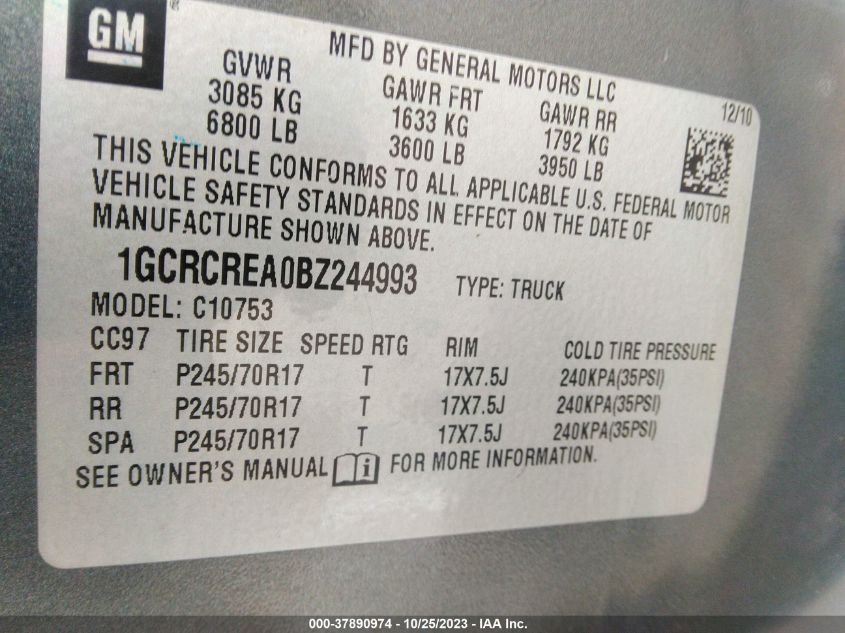 GM
®
MFD BY GENERAL MOTORS LLC
12/10
GVWR GAWR FRT GAWR RR
3085 KG 1633 KG 1792 KG
6800 LB 3600 LB 3950 LB
THIS VEHICLE CONFORMS TO ALL APPLICABLE U.S. FEDERAL MOTOR
VEHICLE SAFETY STANDARDS IN EFFECT ON THE DATE OF
MANUFACTURE SHOWN ABOVE.
1GCRCREA0BZ244993 TYPE: TRUCK
MODEL: C10753
CC97 TIRE SIZE SPEED RTG RIM COLD TIRE PRESSURE
FRT P245/70R17 T 17X7.5J 240KPA(35PSI)
RR P245/70R17 T 17X7.5J 240KPA(35PSI)
SPA P245/70R17 T 17X7.5J 240KPA(35PSI)
SEE OWNER'S MANUAL i FOR MORE INFORMATION.
000-37890974 - 10/25/2023 - IAA Inc.